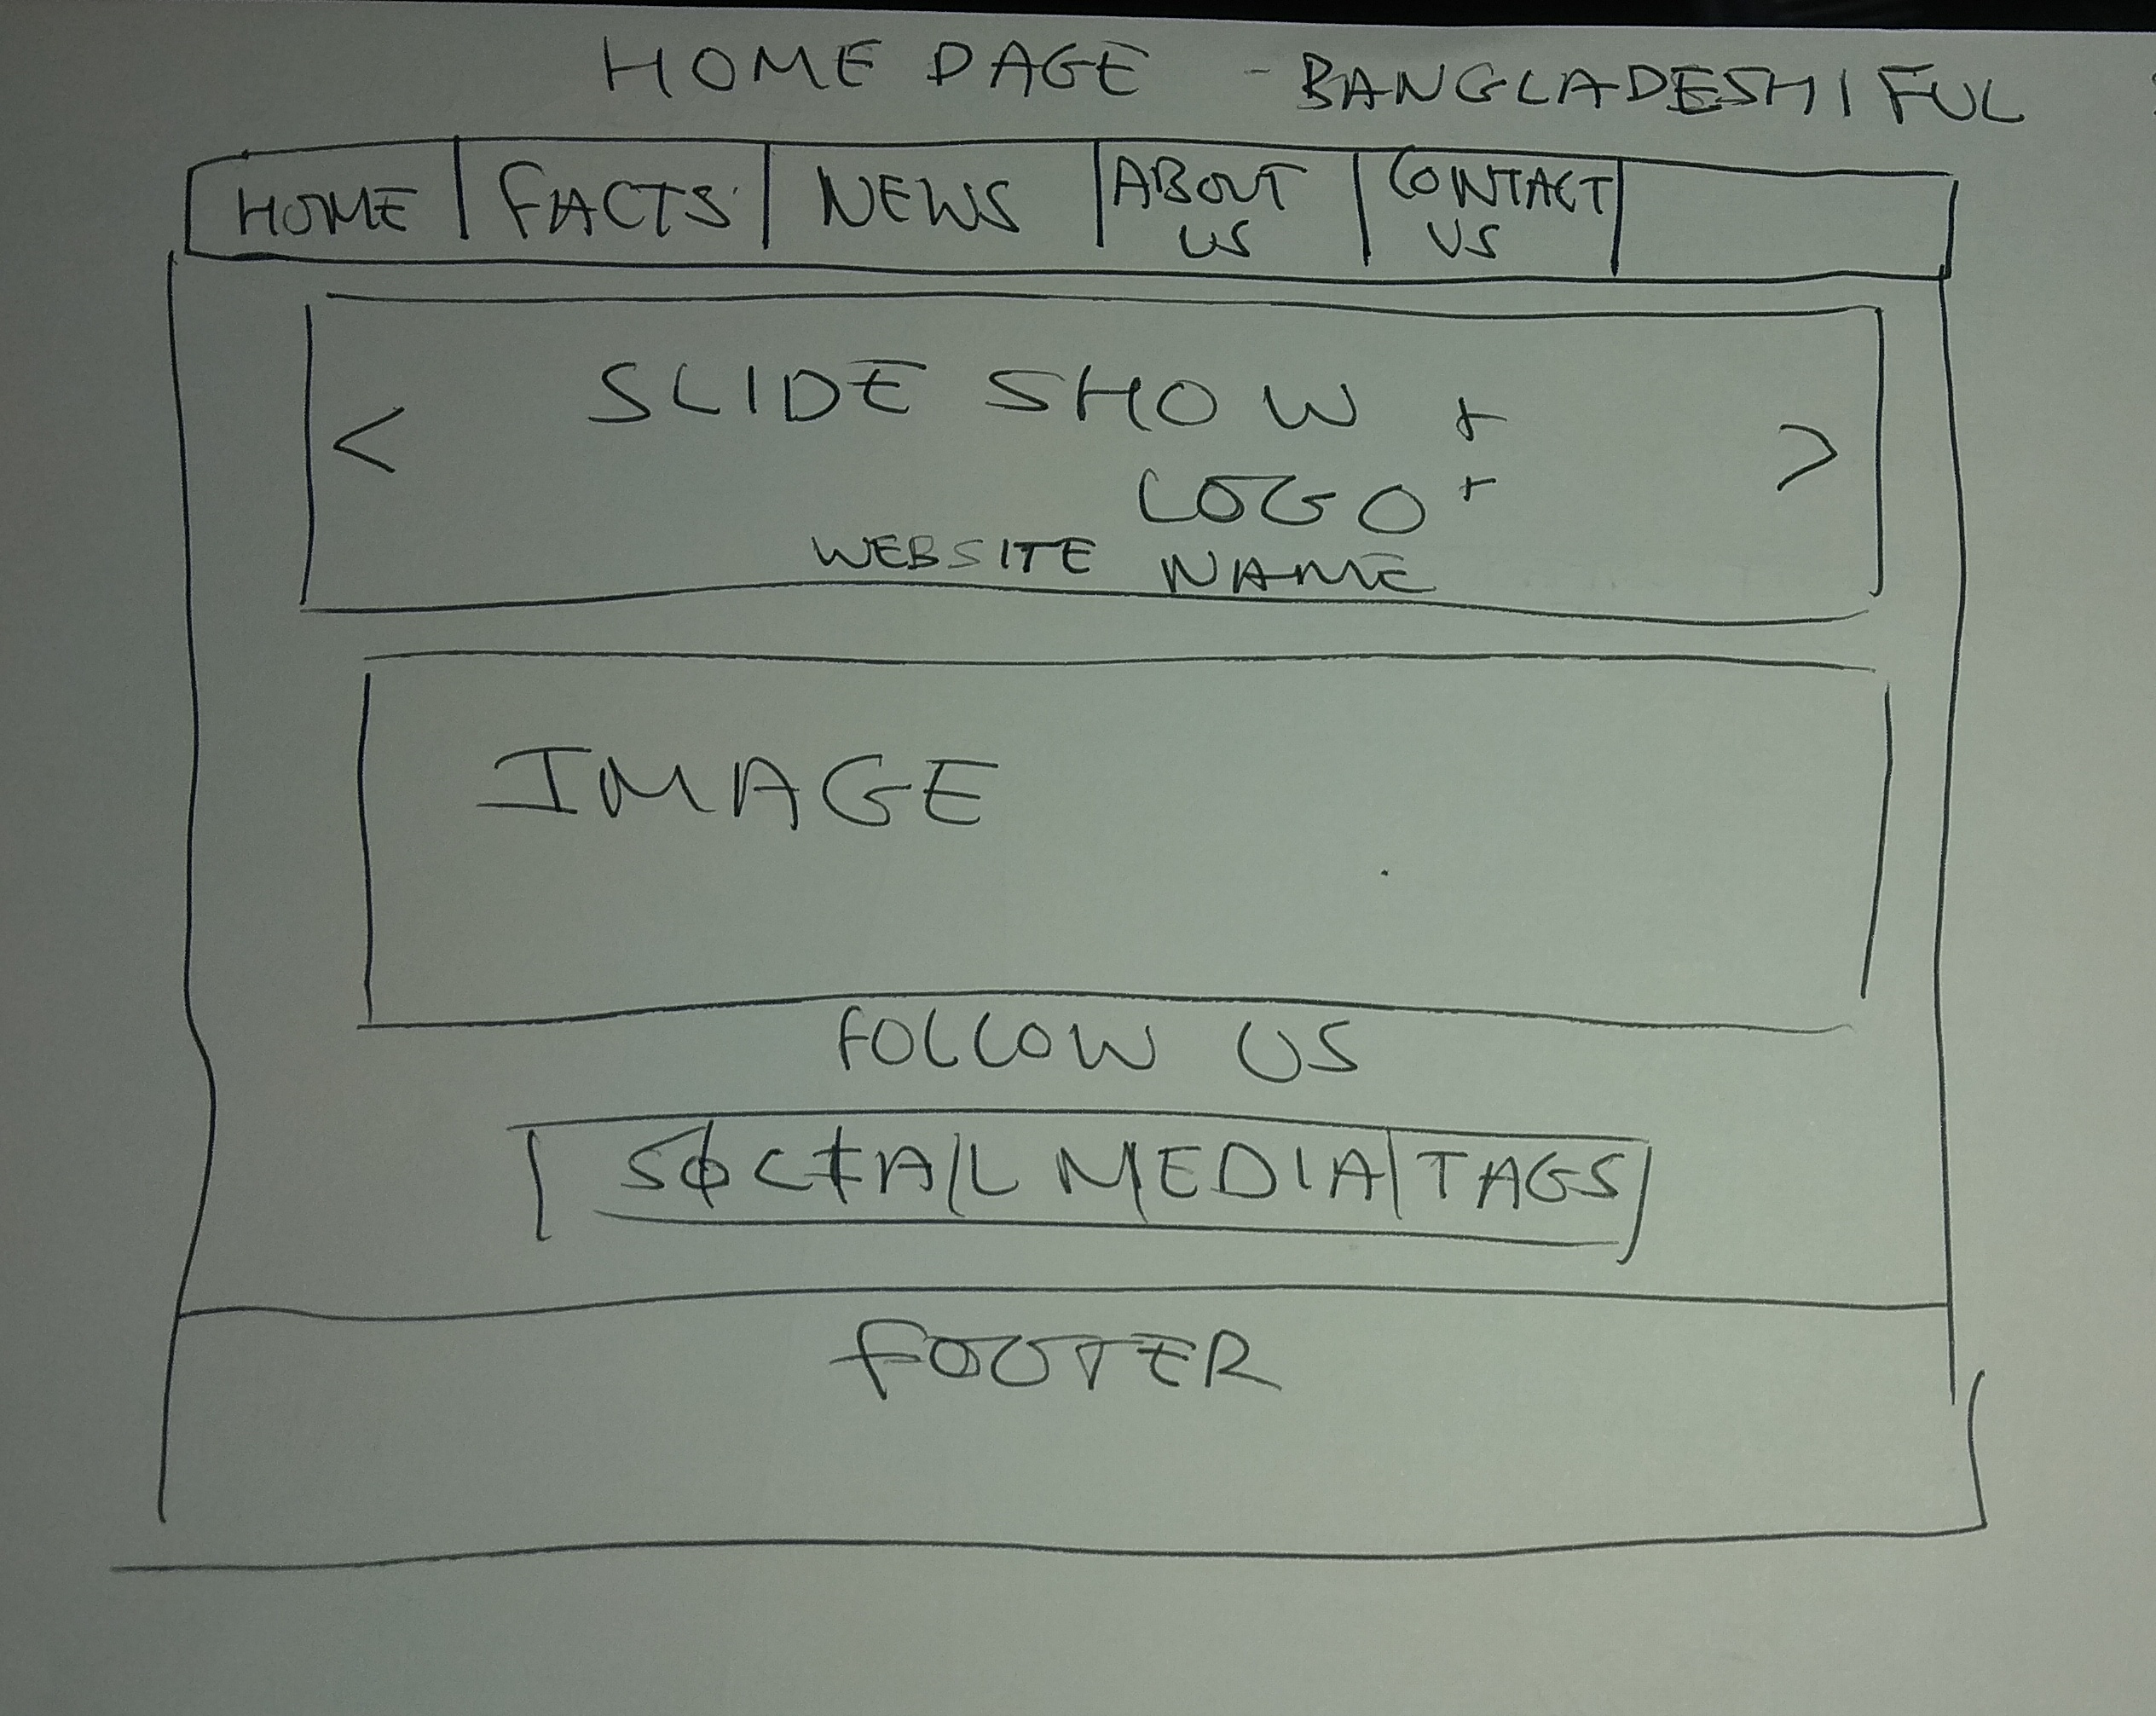 HOME PAGE - BANGLADESHIFUL
HOME | FACTS | NEWS | ABOUT US | CONTACT US
< SLIDE SHOW + >
LOGO +
WEBSITE NAME
IMAGE
FOLLOW US
SOCIAL MEDIA TAGS
FOOTER